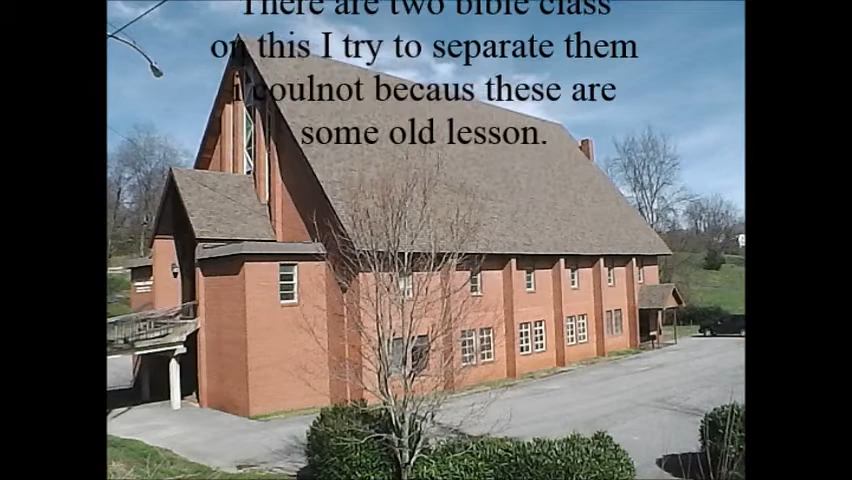 There are two bible class
on this I try to separate them
i coulnot becaus these are
some old lesson.